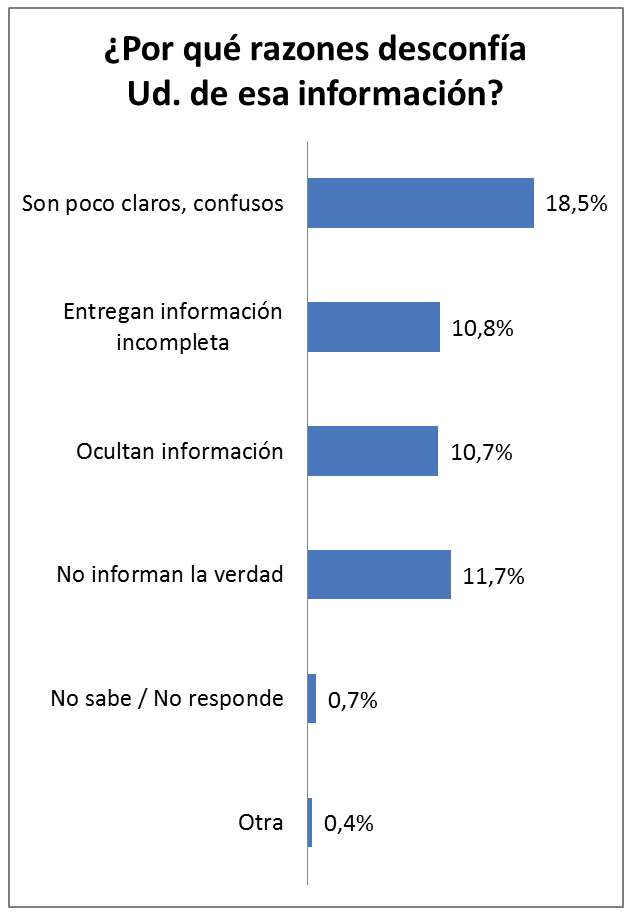 ¿Por qué razones desconfía
Ud. de esa información?
Son poco claros, confusos
18,5%
Entregan información
incompleta
10,8%
Ocultan información
10,7%
No informan la verdad
11,7%
No sabe / No responde
0,7%
Otra
0,4%